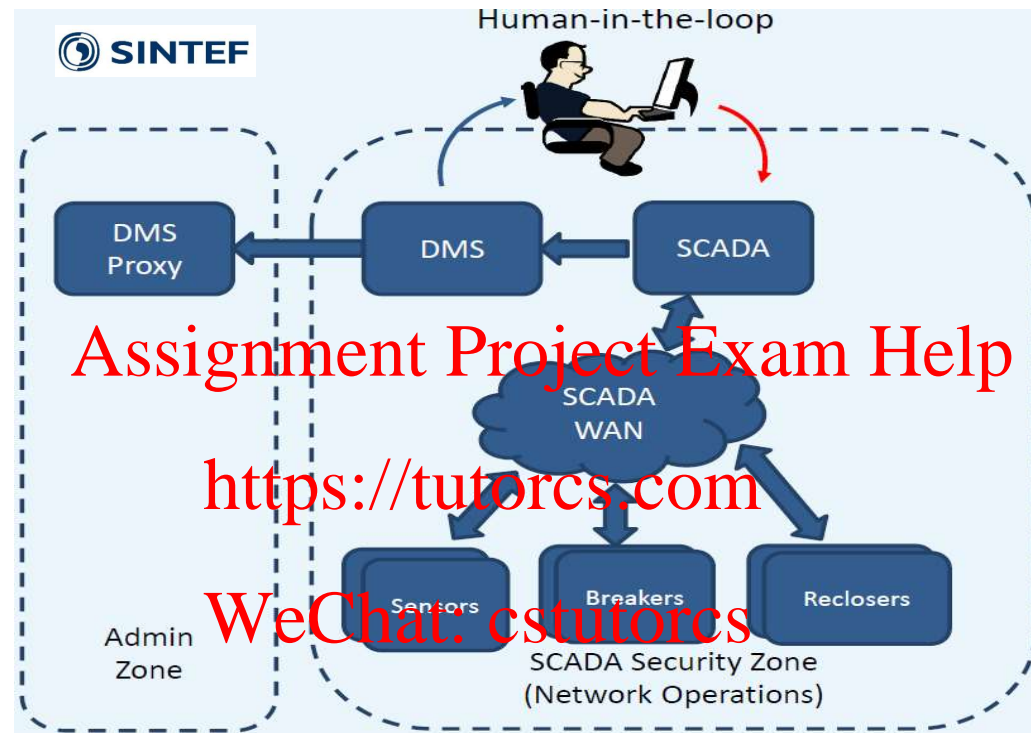 Human-in-the-loop
SINTEF
DMS
Proxy
DMS
SCADA
Assignment Project Exam Help
SCADA
WAN
https://tutorcs.com
Sensors
Breakers
Reclosers
WeChat: cstutorcs
Admin
Zone
SCADA Security Zone
(Network Operations)